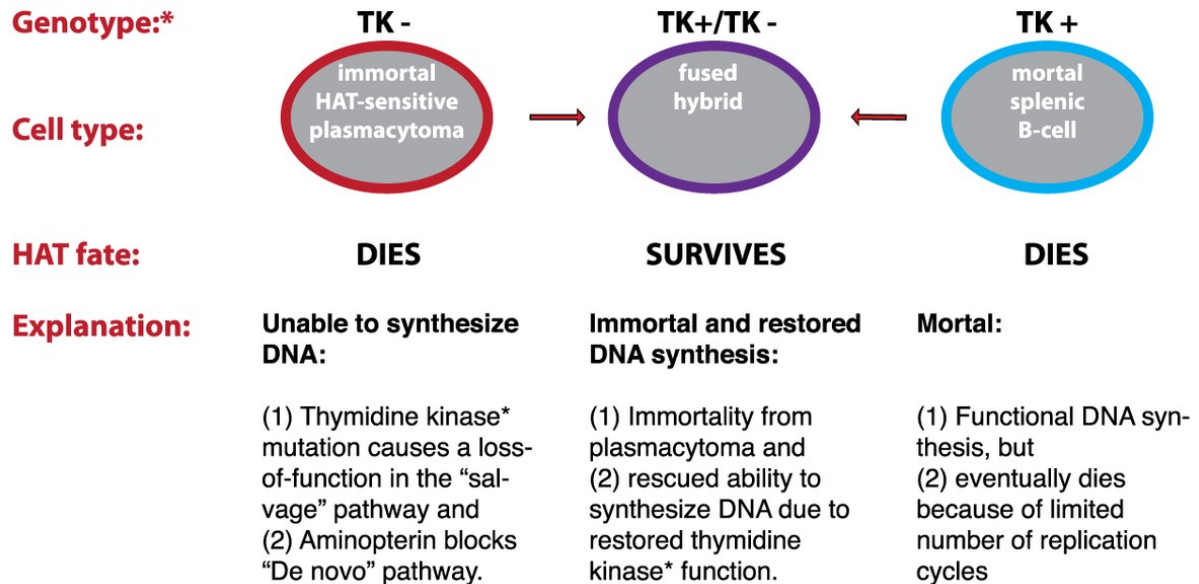 Genotype:*
TK -
TK+/TK -
TK +
Cell type:
immortal
HAT-sensitive
plasmacytoma
fused
hybrid
mortal
splenic
B-cell
HAT fate:
DIES
SURVIVES
DIES
Explanation:
Unable to synthesize
DNA:
(1) Thymidine kinase*
mutation causes a loss-
of-function in the “sal-
vage” pathway and
(2) Aminopterin blocks
“De novo” pathway.
Immortal and restored
DNA synthesis:
(1) Immortality from
plasmacytoma and
(2) rescued ability to
synthesize DNA due to
restored thymidine
kinase* function.
Mortal:
(1) Functional DNA syn-
thesis, but
(2) eventually dies
because of limited
number of replication
cycles